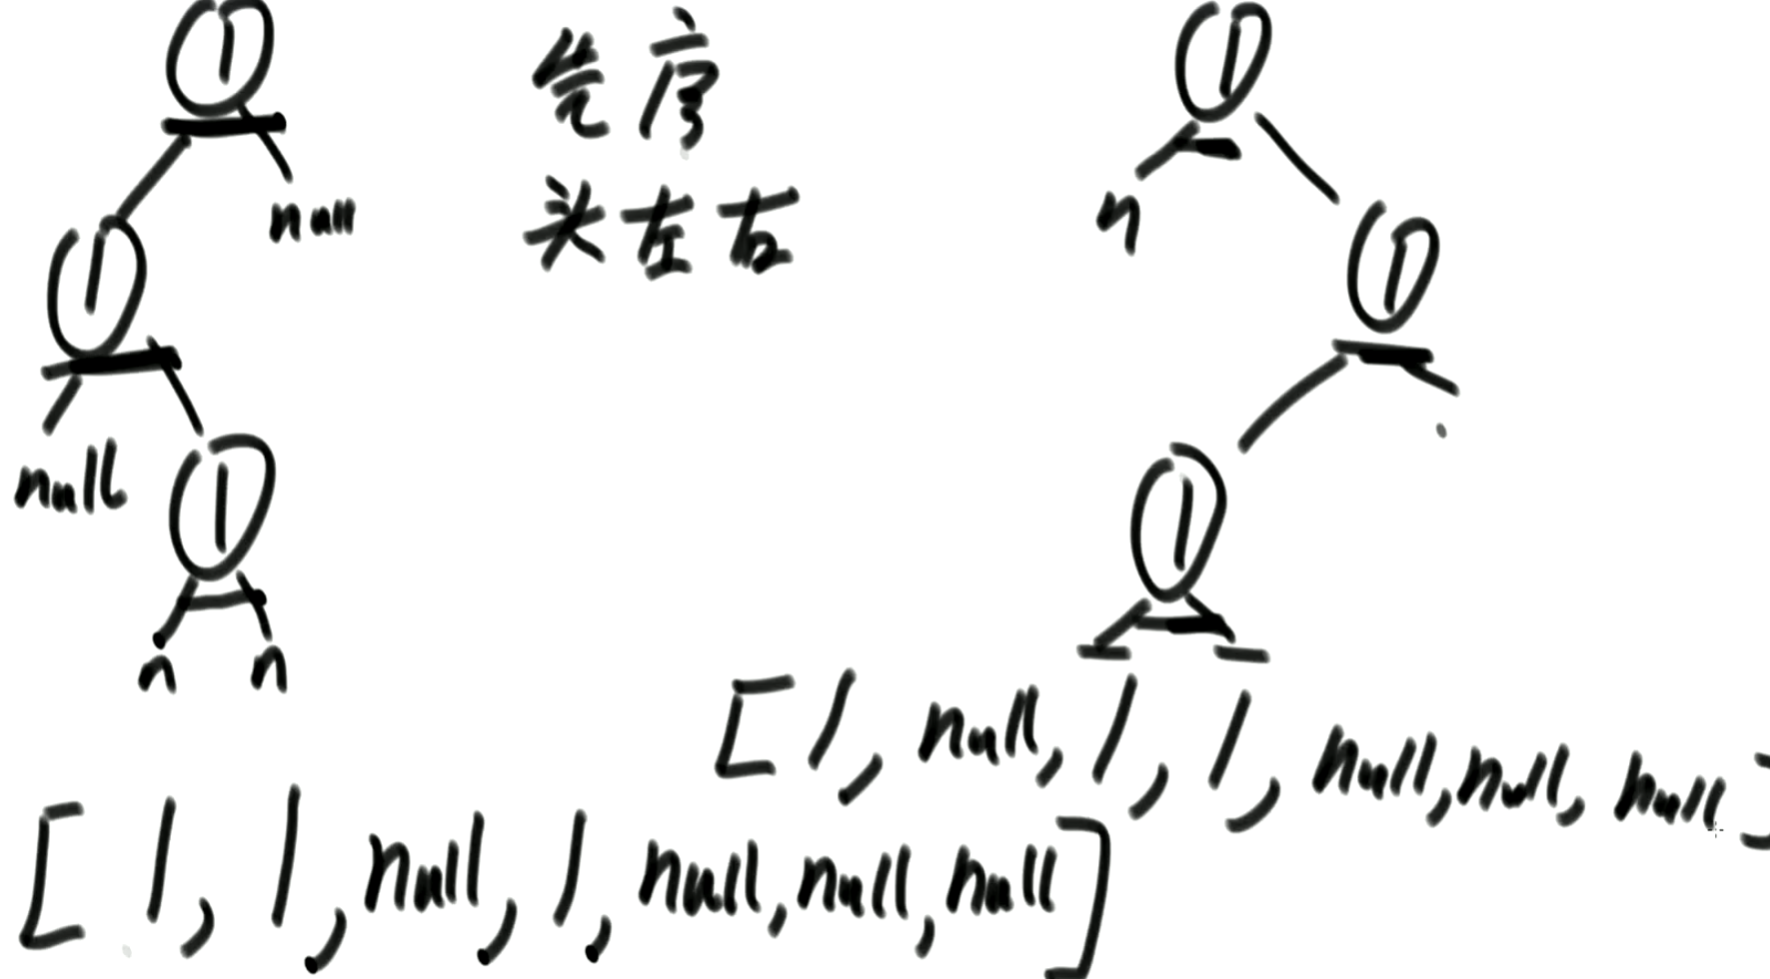 1
先序
1
null
头左右
n
1
1
null
1
1
n n
[1, null, 1, 1, null, null, null]
[1, 1, null, 1, null, null, null]